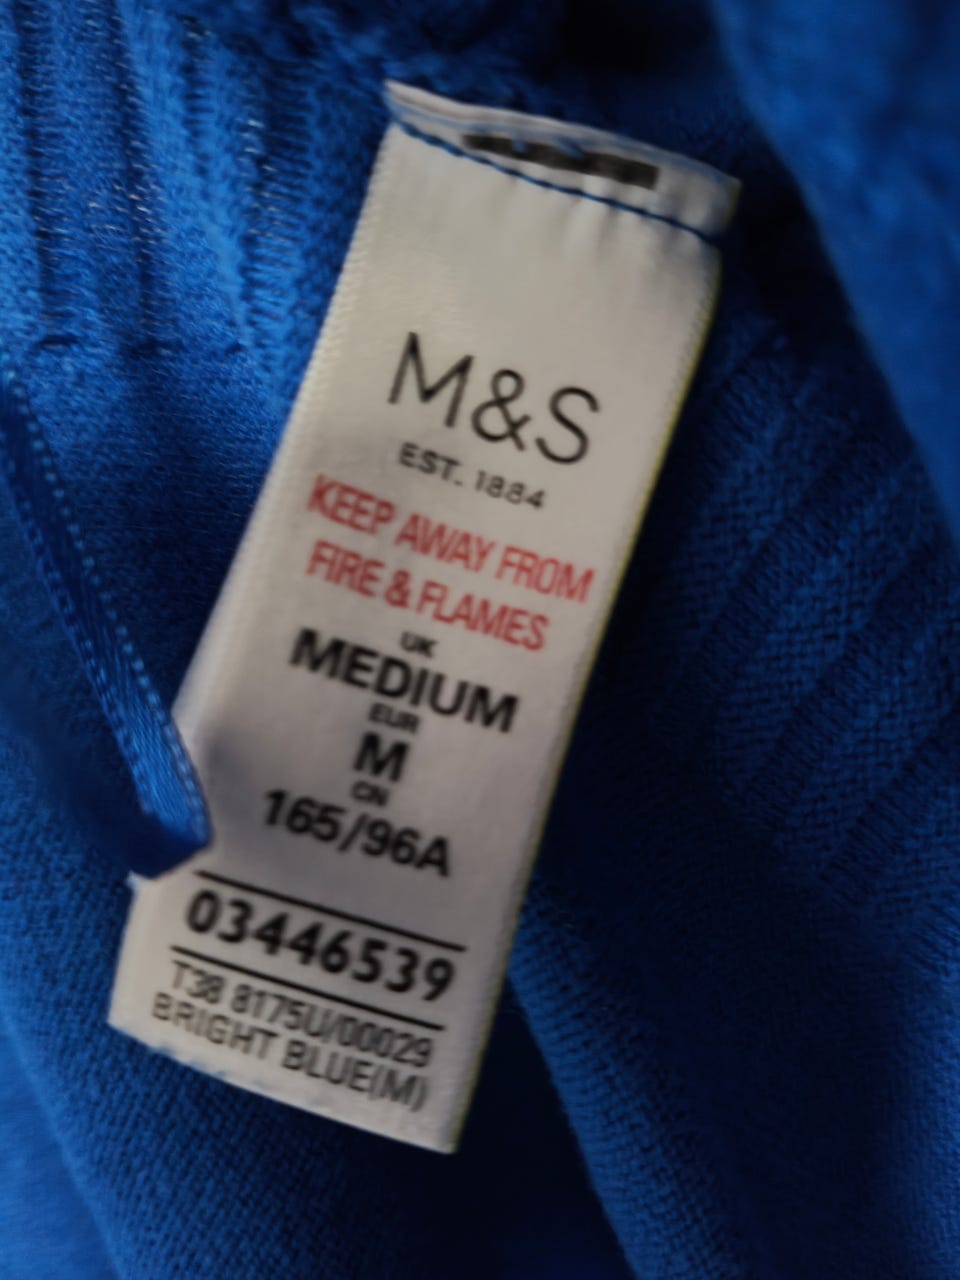 M&S
EST. 1884
KEEP AWAY FROM
FIRE & FLAMES
UK
MEDIUM
EUR
M
CN
165/96A
03446539
T38 8175U/00029
BRIGHT BLUE(M)